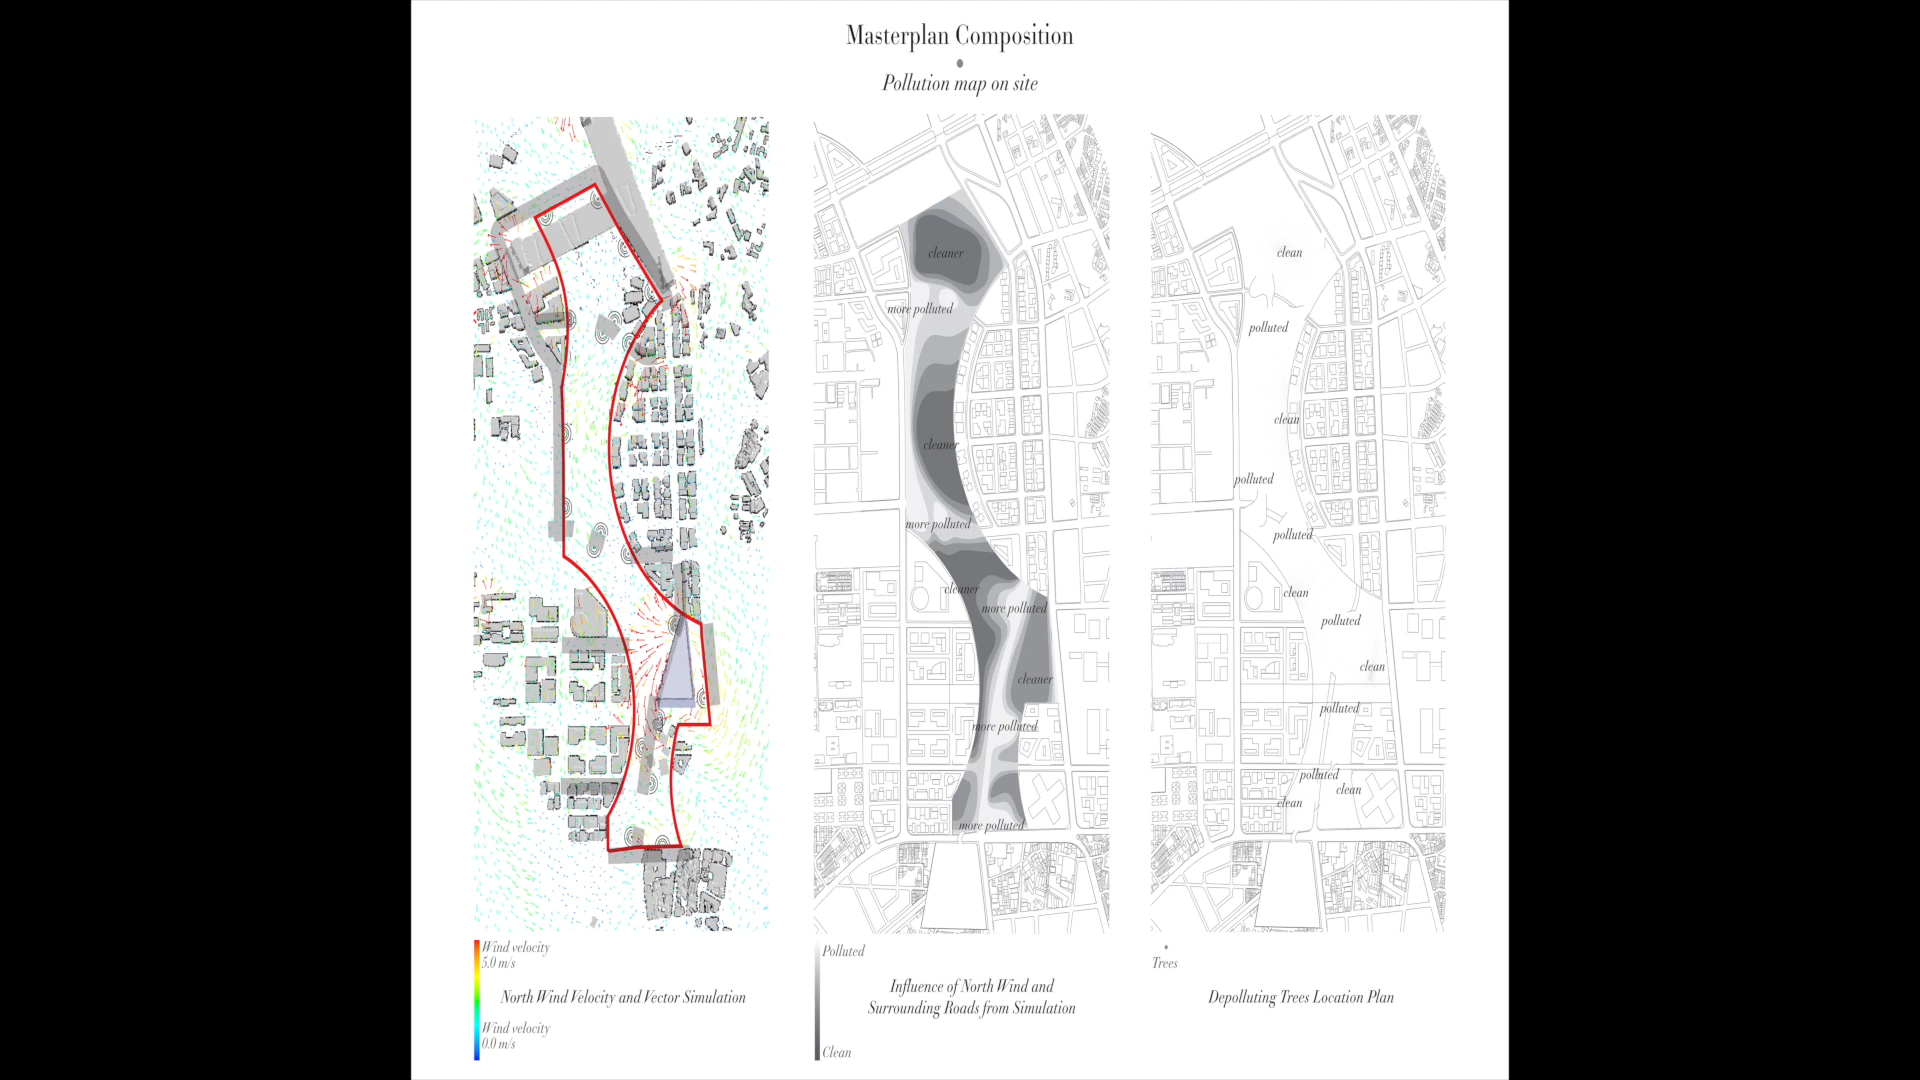 Masterplan Composition
Pollution map on site
cleaner
more polluted
cleaner
more polluted
cleaner
more polluted
cleaner
more polluted
more polluted
clean
polluted
clean
polluted
polluted
clean
polluted
clean
polluted
polluted
clean
clean
Wind velocity
5.0 m/s
North Wind Velocity and Vector Simulation
Wind velocity
0.0 m/s
Polluted
Influence of North Wind and
Surrounding Roads from Simulation
Clean
Trees
Depolluting Trees Location Plan